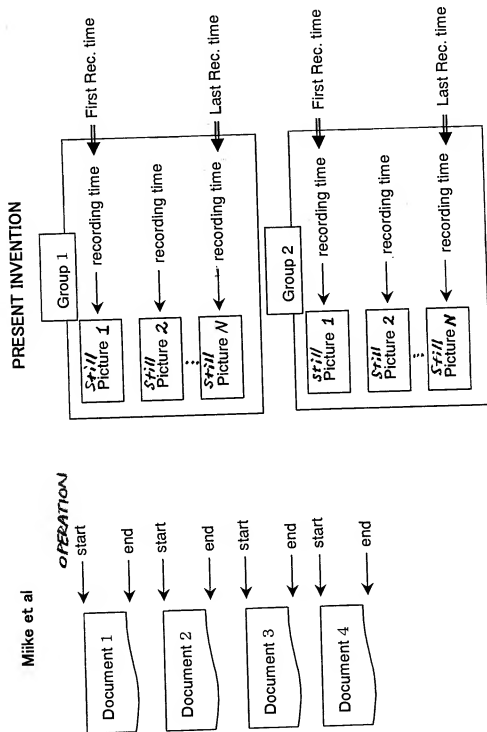 Miike et al
OPERATION
Document 1
start
end
Document 2
start
end
Document 3
start
end
Document 4
start
end
PRESENT INVENTION
Group 1
Still
Picture 1
recording time
First Rec. time
Still
Picture 2
recording time
Still
Picture N
recording time
Last Rec. time
Group 2
Still
Picture 1
recording time
First Rec. time
Still
Picture 2
recording time
Still
Picture N
recording time
Last Rec. time